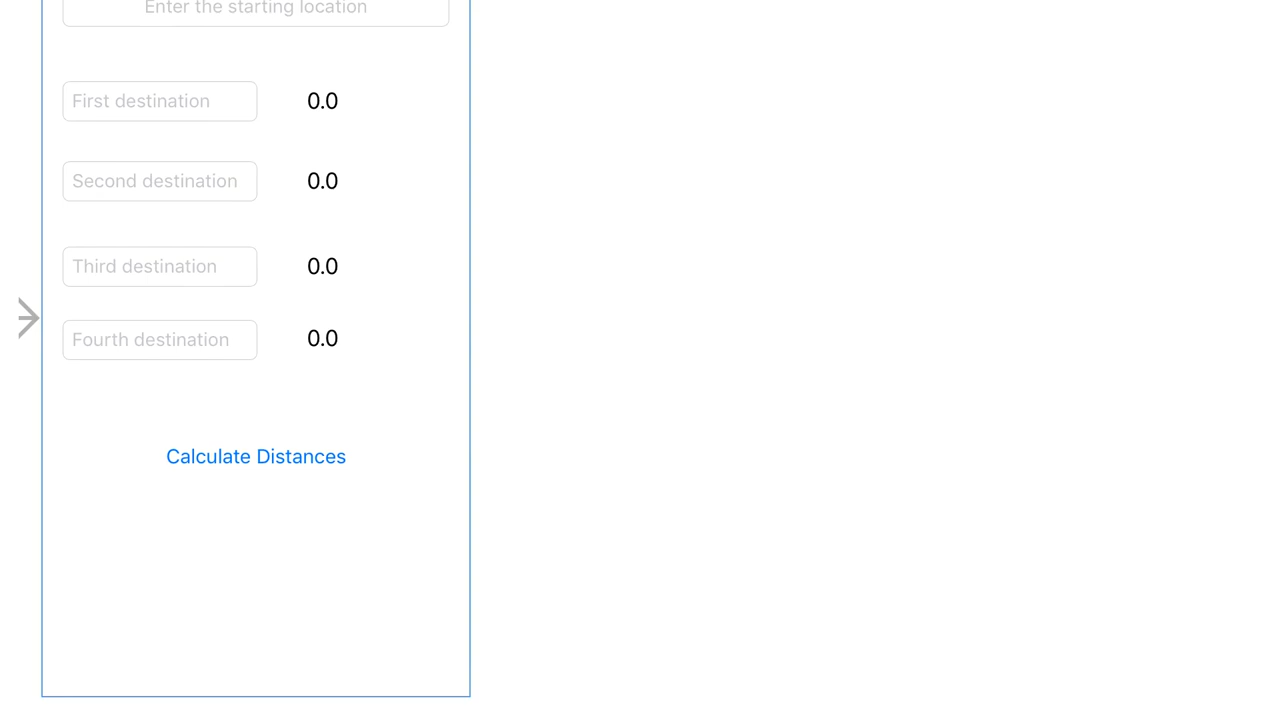 Enter the starting location
First destination 0.0
Second destination 0.0
Third destination 0.0
Fourth destination 0.0
Calculate Distances